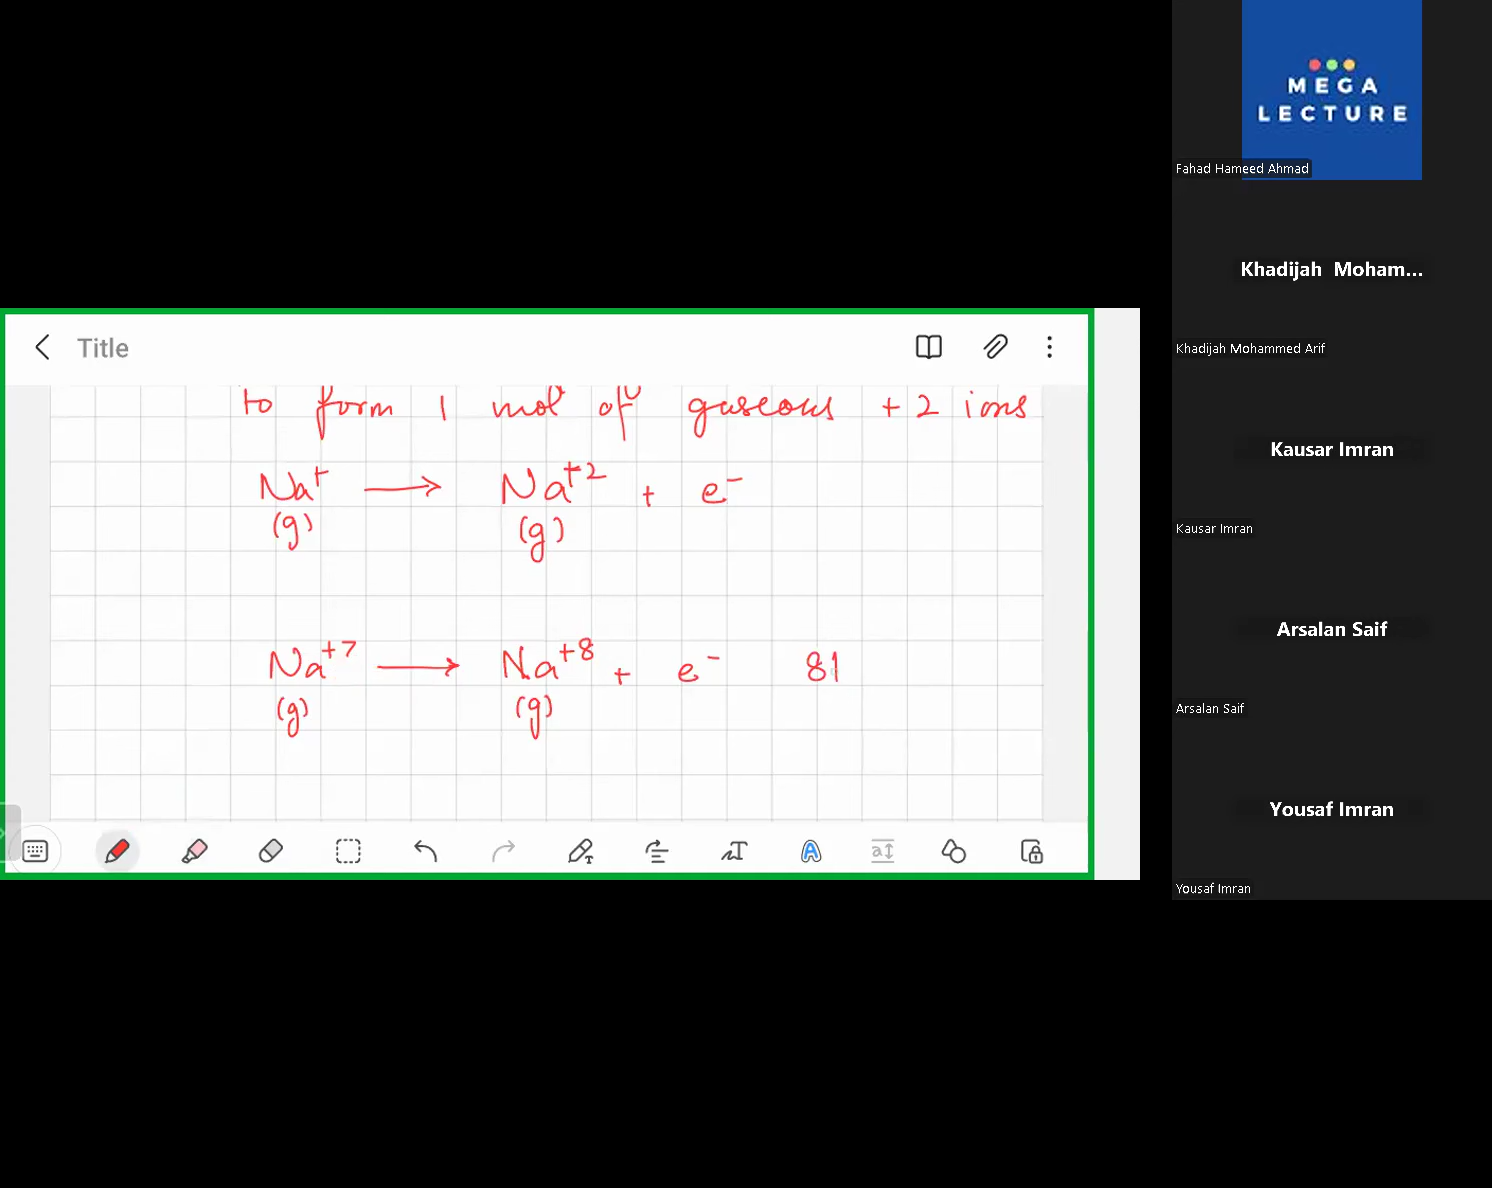 MEGA
LECTURE
Fahad Hameed Ahmad
Khadijah Moham...
Khadijah Mohammed Arif
Kausar Imran
Kausar Imran
Arsalan Saif
Arsalan Saif
Yousaf Imran
Yousaf Imran
Title
to form 1 mol of gaseous +2 ions
Na⁺ ⟶ Na⁺² + e⁻
(g) (g)
Na⁺⁷ ⟶ Na⁺⁸ + e⁻ 81
(g) (g)